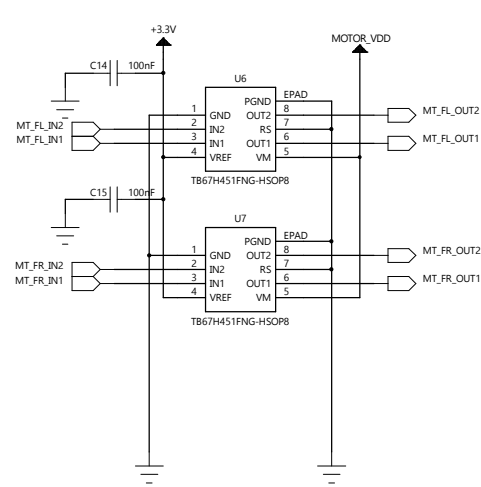 +3.3V
MOTOR_VDD
C14 100nF
U6
EPAD
PGND
1 GND OUT2 8 MT_FL_OUT2
MT_FL_IN2 2 IN2 RS 7
MT_FL_IN1 3 IN1 OUT1 6 MT_FL_OUT1
4 VREF VM 5
TB67H451FNG-HSOP8
C15 100nF
U7
EPAD
PGND
1 GND OUT2 8 MT_FR_OUT2
MT_FR_IN2 2 IN2 RS 7
MT_FR_IN1 3 IN1 OUT1 6 MT_FR_OUT1
4 VREF VM 5
TB67H451FNG-HSOP8